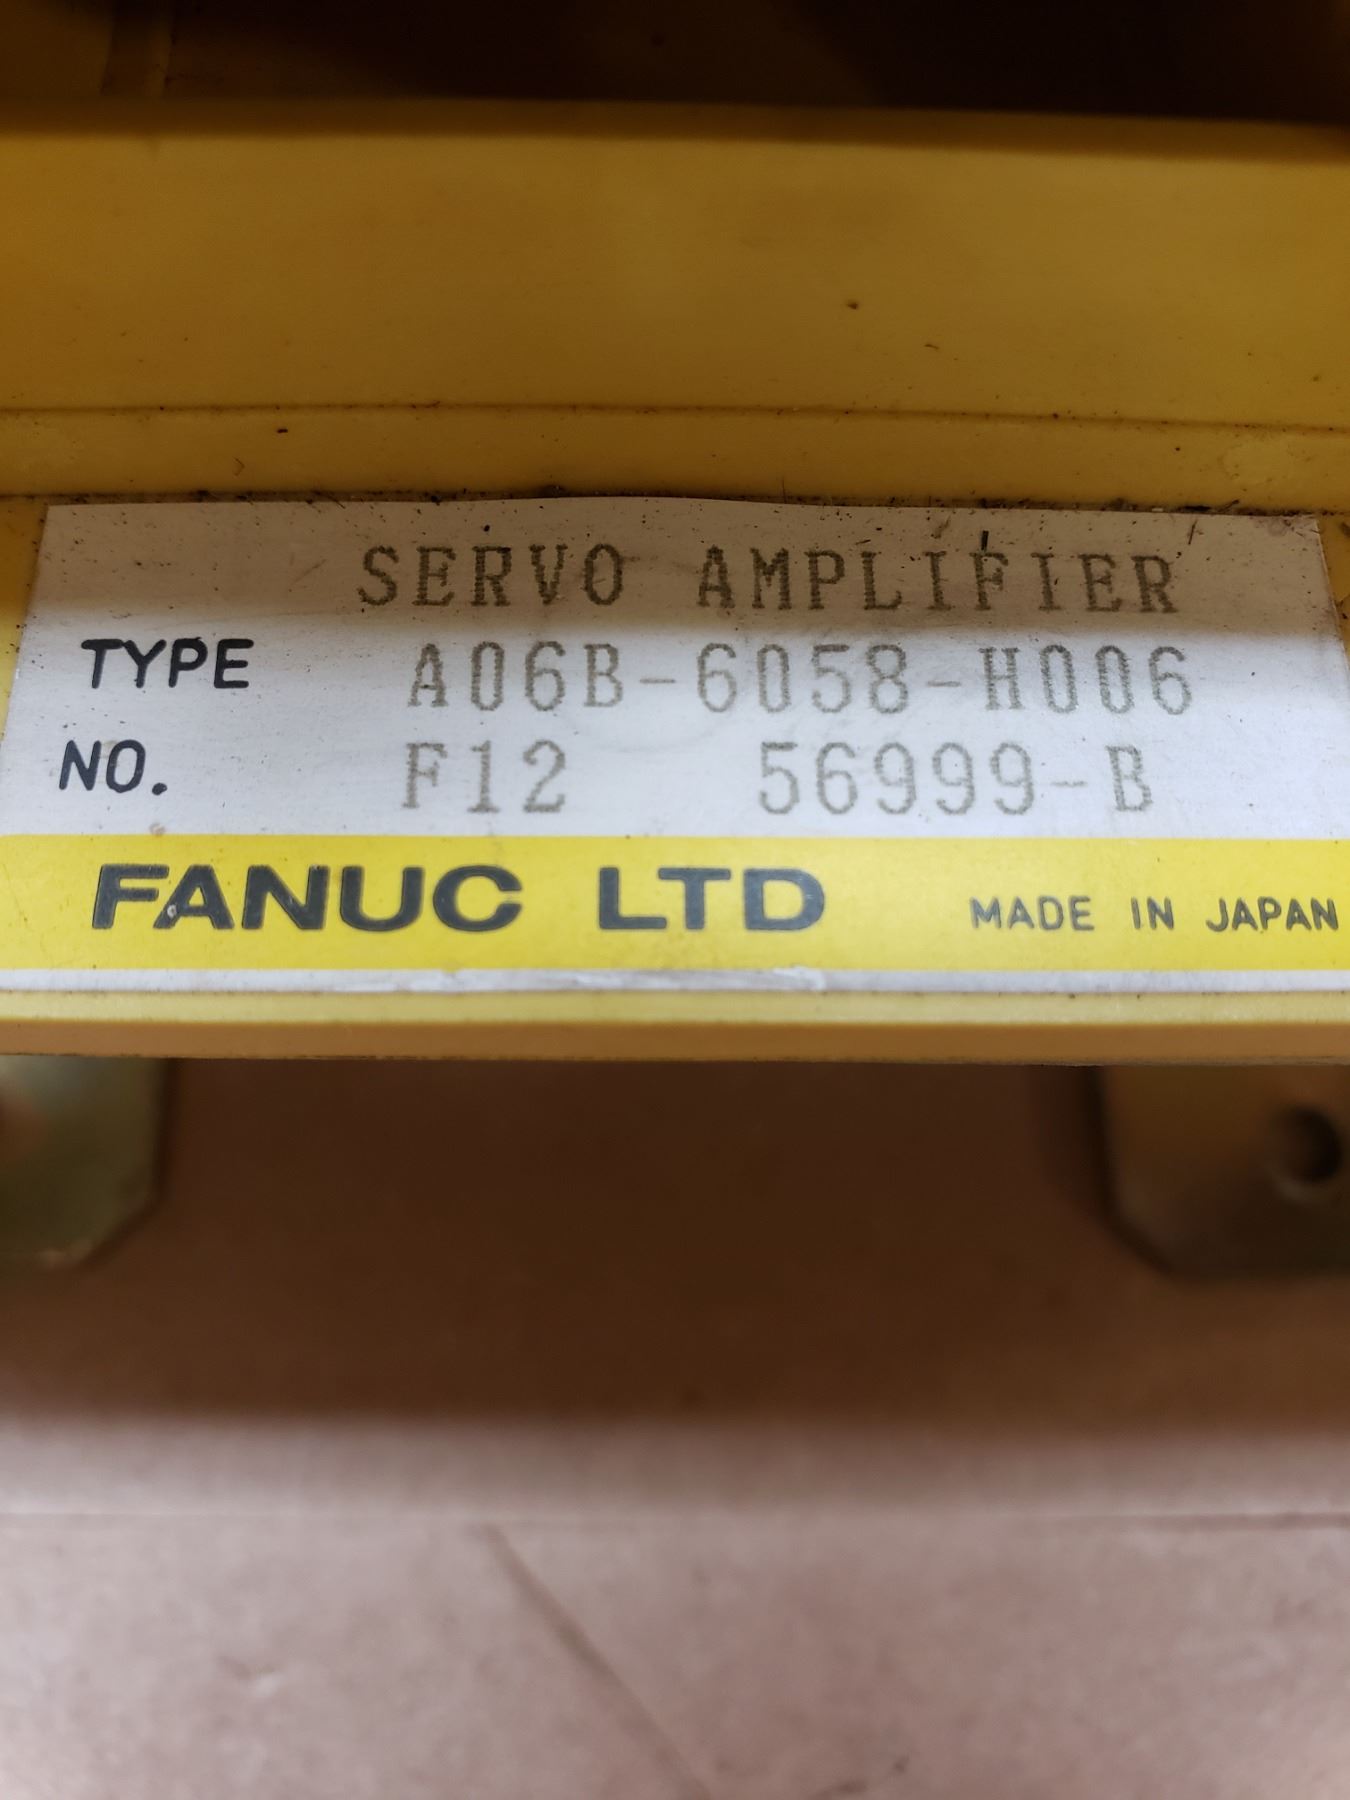 SERVO AMPLIFIER
TYPE A06B-6058-H006
NO. F12 56999-B
FANUC LTD MADE IN JAPAN